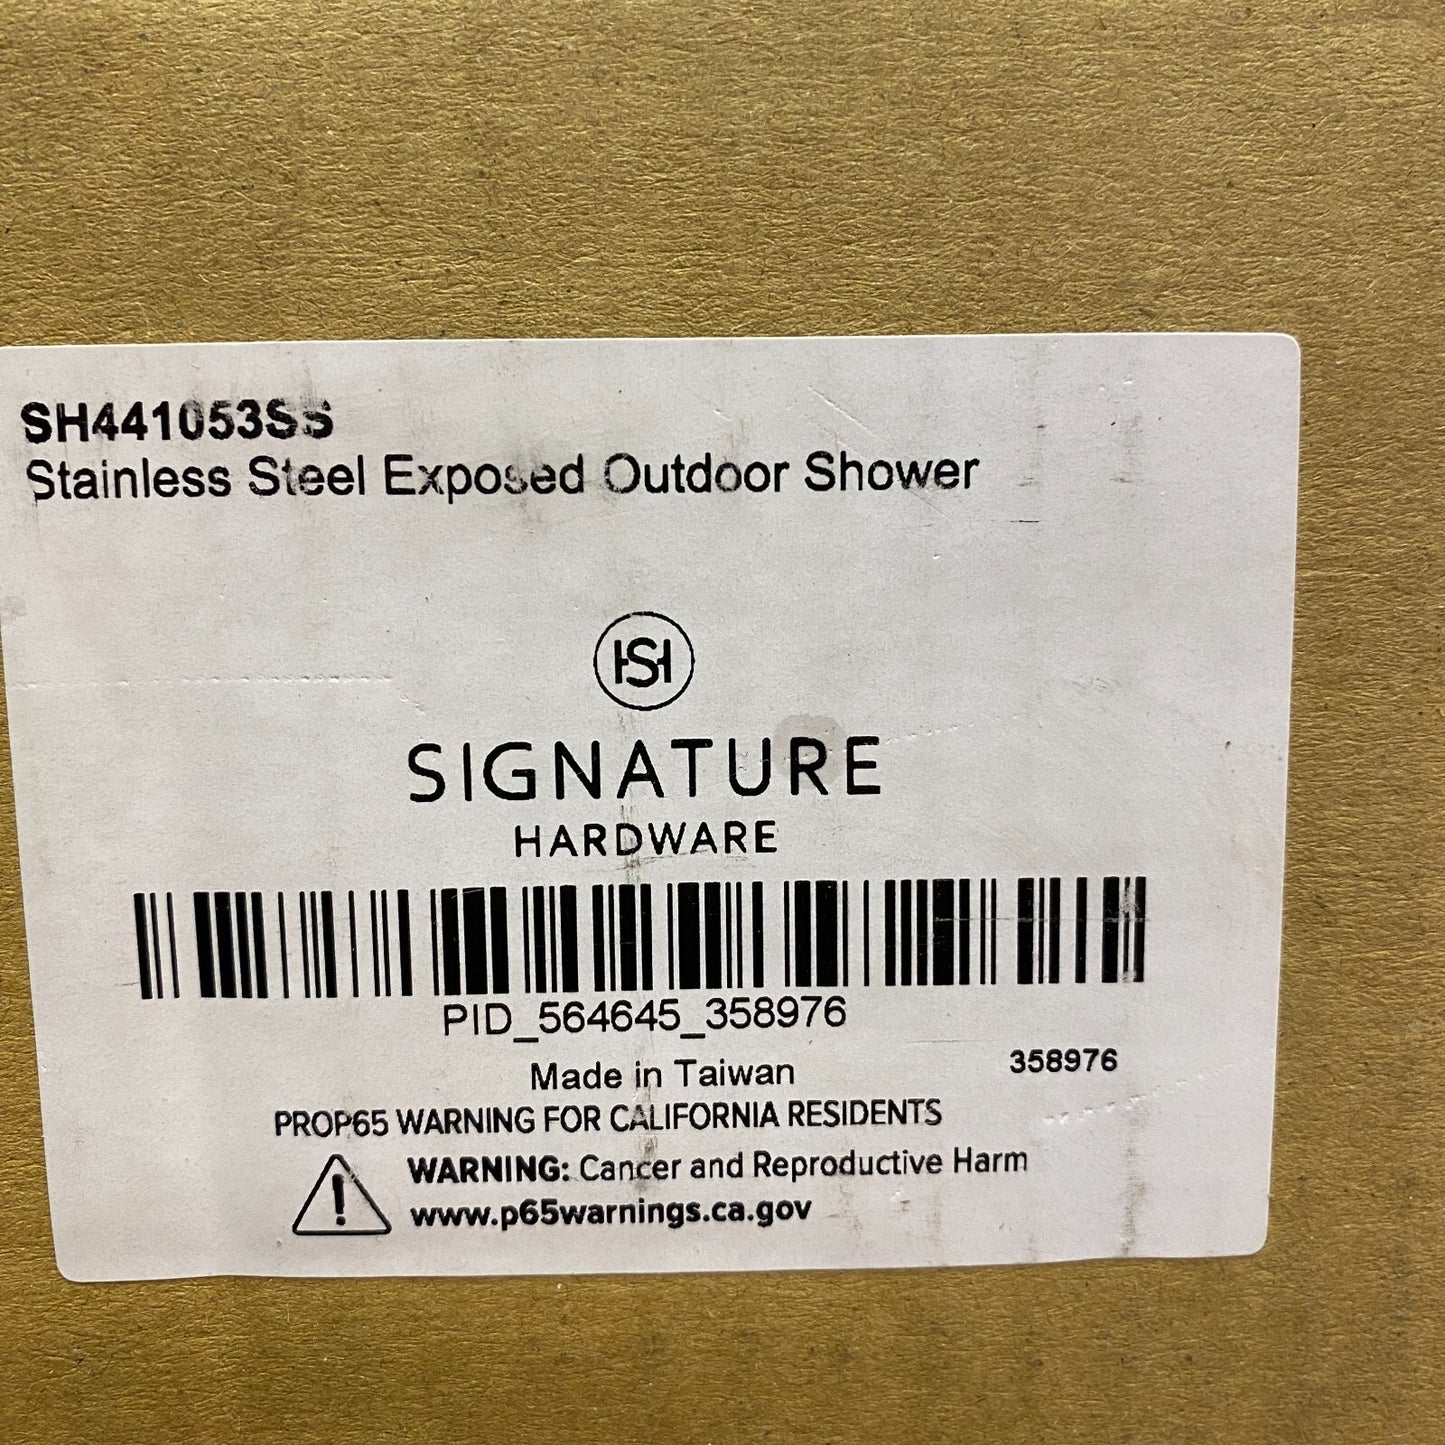 SH441053SS
Stainless Steel Exposed Outdoor Shower
HS
SIGNATURE
HARDWARE
PID_564645_358976
Made in Taiwan
358976
PROP65 WARNING FOR CALIFORNIA RESIDENTS
WARNING: Cancer and Reproductive Harm
www.p65warnings.ca.gov